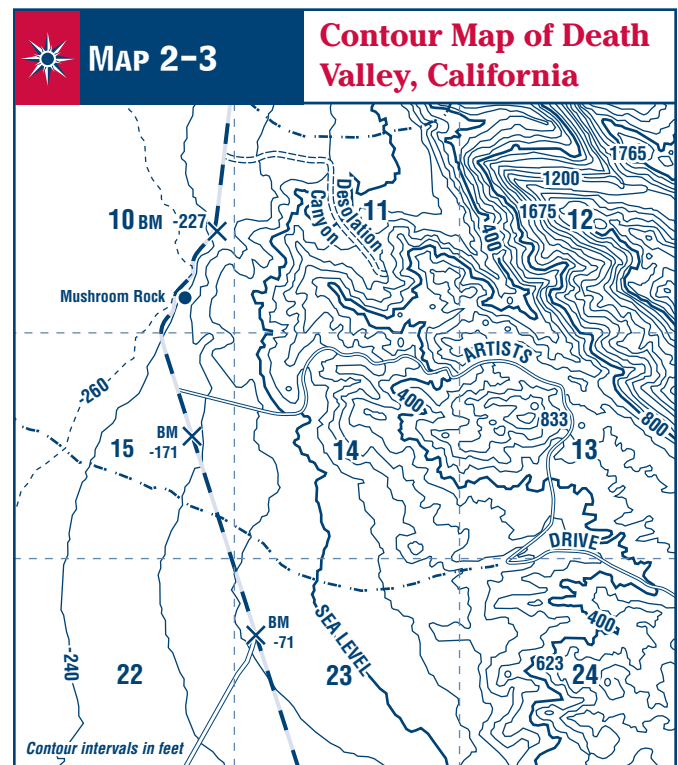 MAP 2-3
Contour Map of Death
Valley, California
1765
1200
10 BM -227
Desolation
Canyon
11
1675
12
400
Mushroom Rock
ARTISTS
-260
400
833
800
15
BM
-171
14
13
DRIVE
BM
-71
SEA LEVEL
400
-240
22
23
623
24
Contour intervals in feet